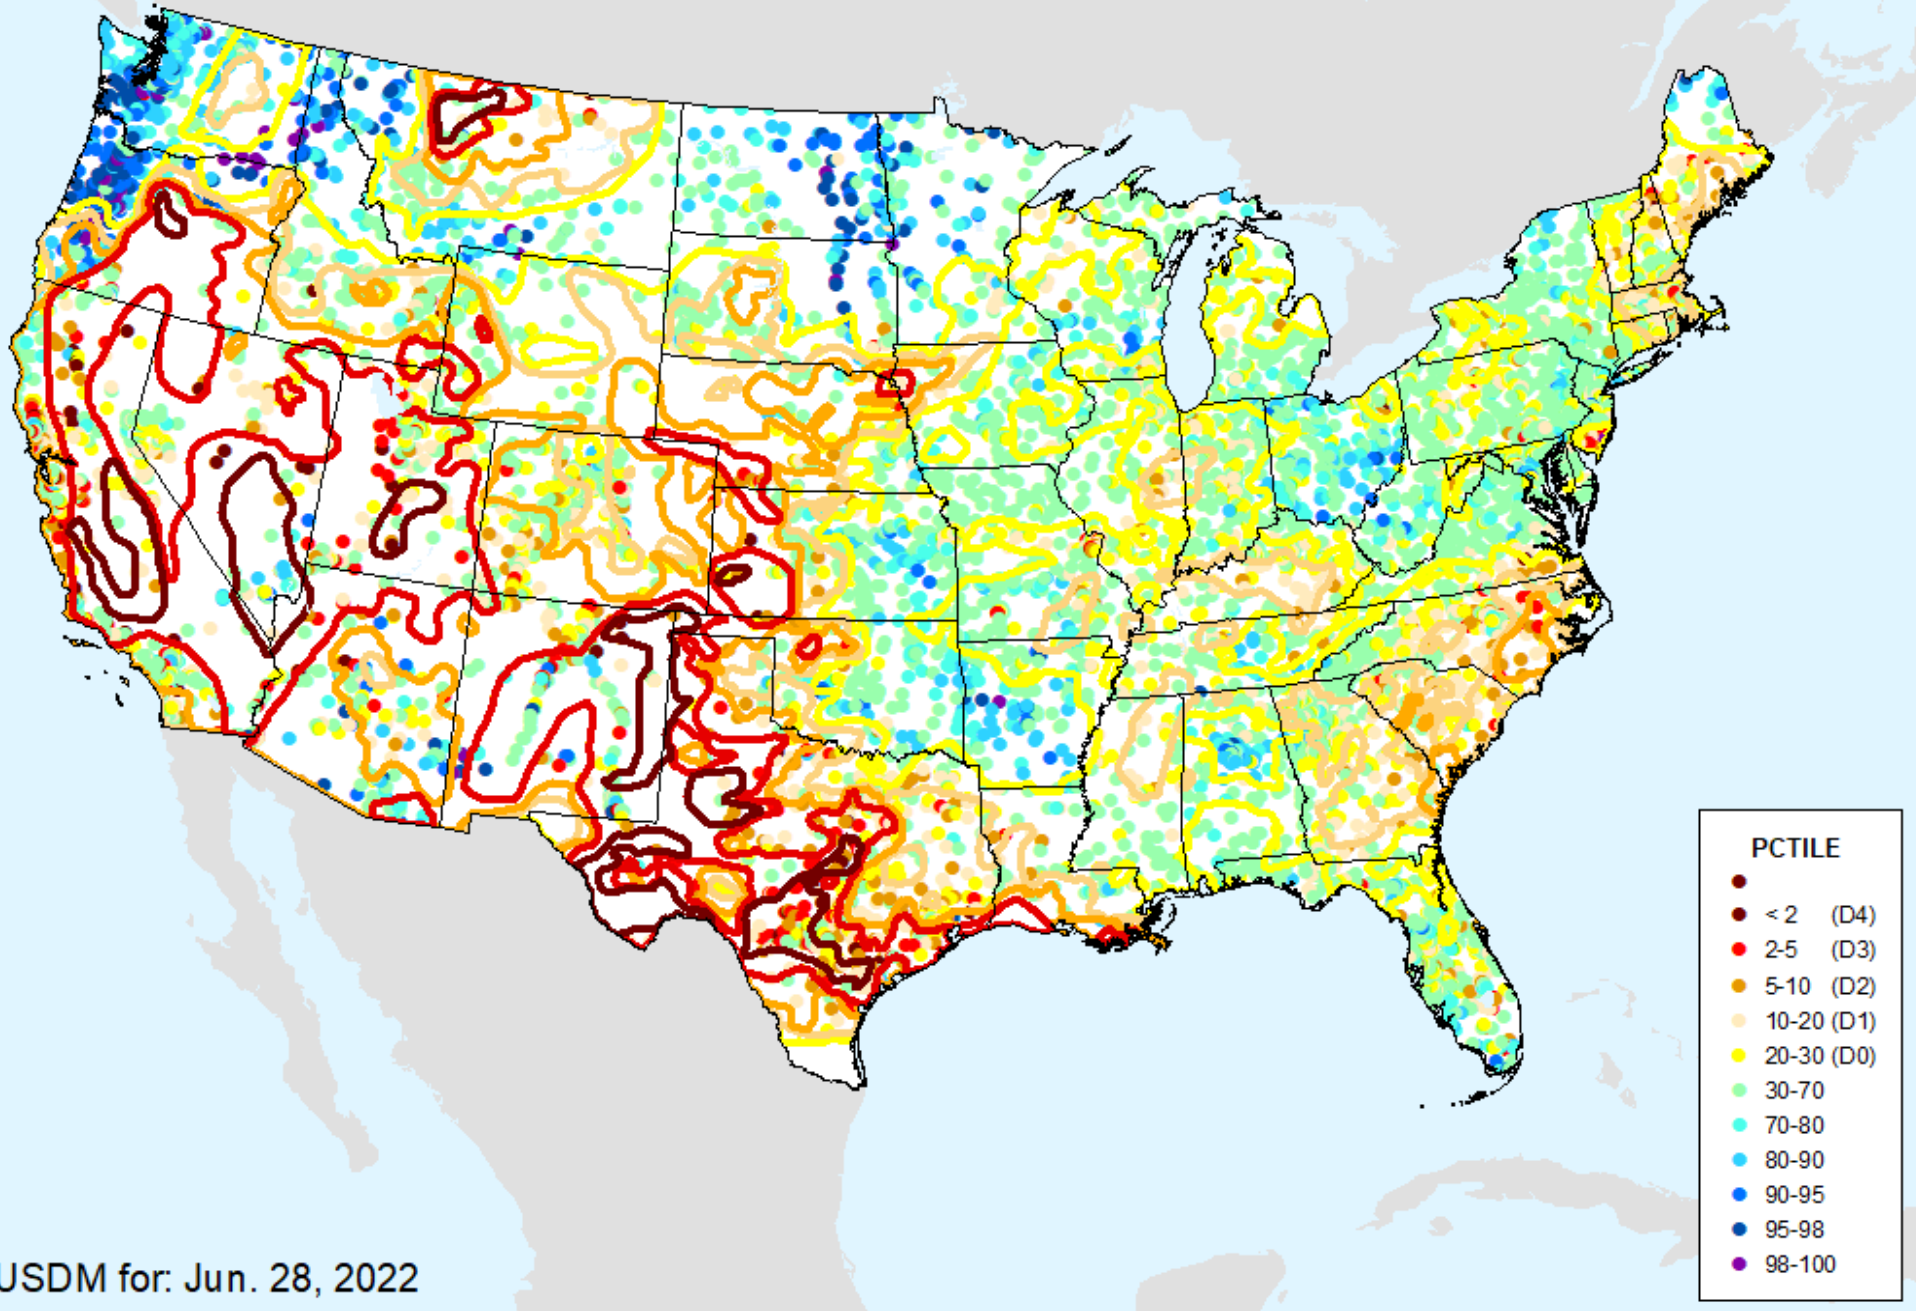 PCTILE
< 2 (D4)
2-5 (D3)
5-10 (D2)
10-20 (D1)
20-30 (D0)
30-70
70-80
80-90
90-95
95-98
98-100
USDM for: Jun. 28, 2022